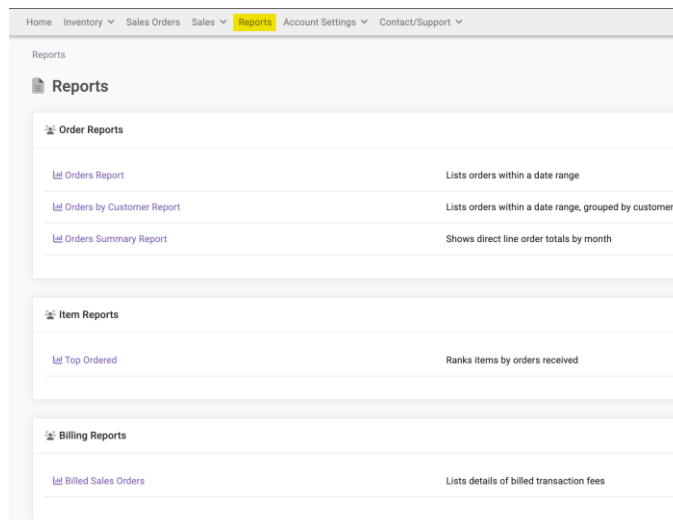 Home Inventory Sales Orders Sales Reports Account Settings Contact/Support
Reports
Reports
Order Reports
Orders Report Lists orders within a date range
Orders by Customer Report Lists orders within a date range, grouped by customer
Orders Summary Report Shows direct line order totals by month
Item Reports
Top Ordered Ranks items by orders received
Billing Reports
Billed Sales Orders Lists details of billed transaction fees